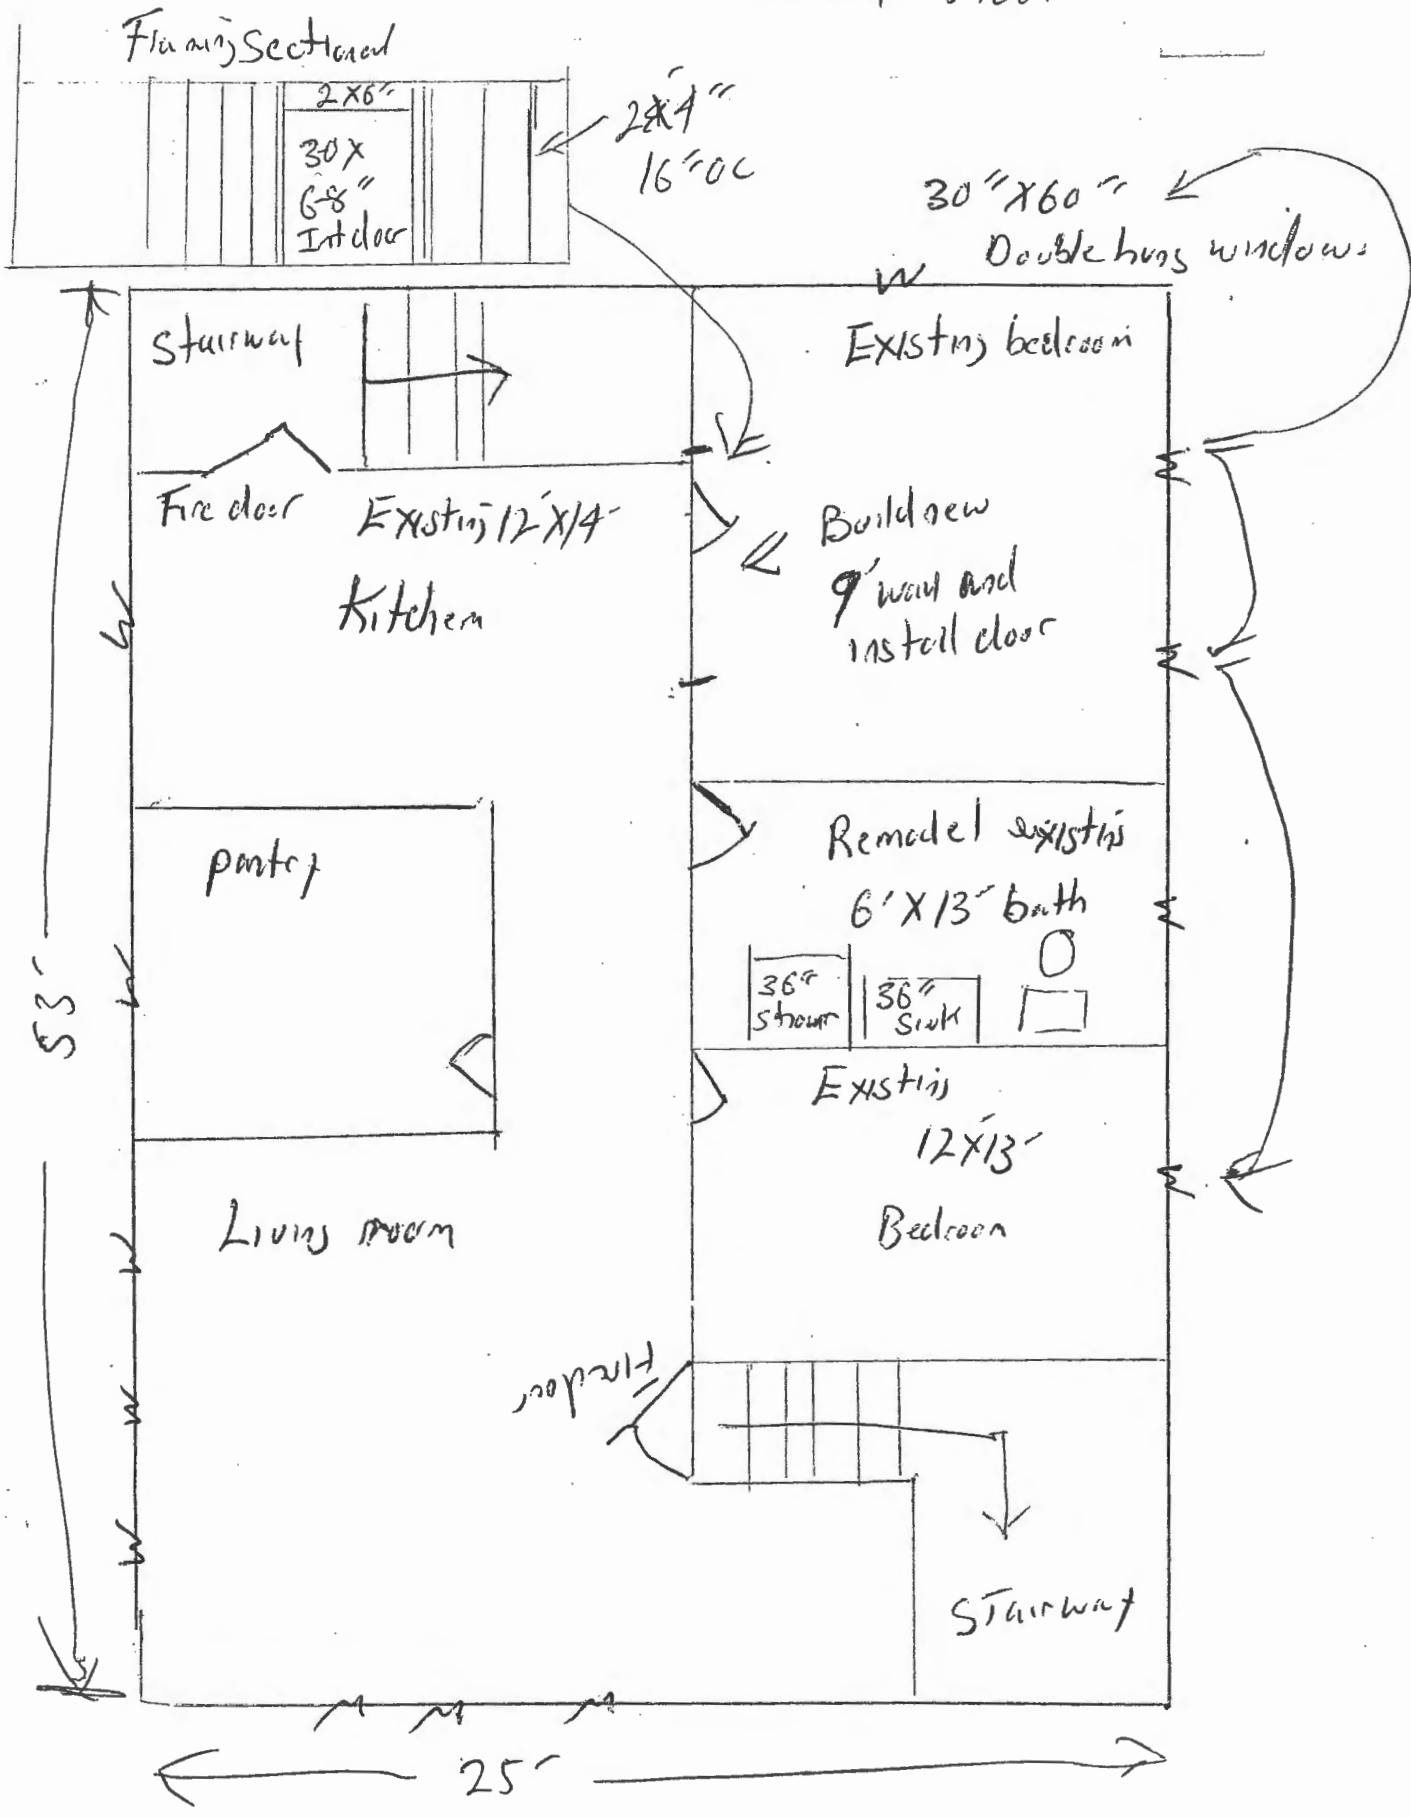 Framing Sectional
2X6"
30X
6-8"
Int door
2X4"
16" OC
30"X60"
Double hung windows
Stairway
Existing bedroom
Fire door
Existing 12'X14'
Kitchen
Build new
9' wall and
install door
pantry
Remodel existing
6'X13' bath
36"
Shower
36"
Sink
53'
Existing
12'X13'
Bedroom
Living room
Fire door
Stairway
25'